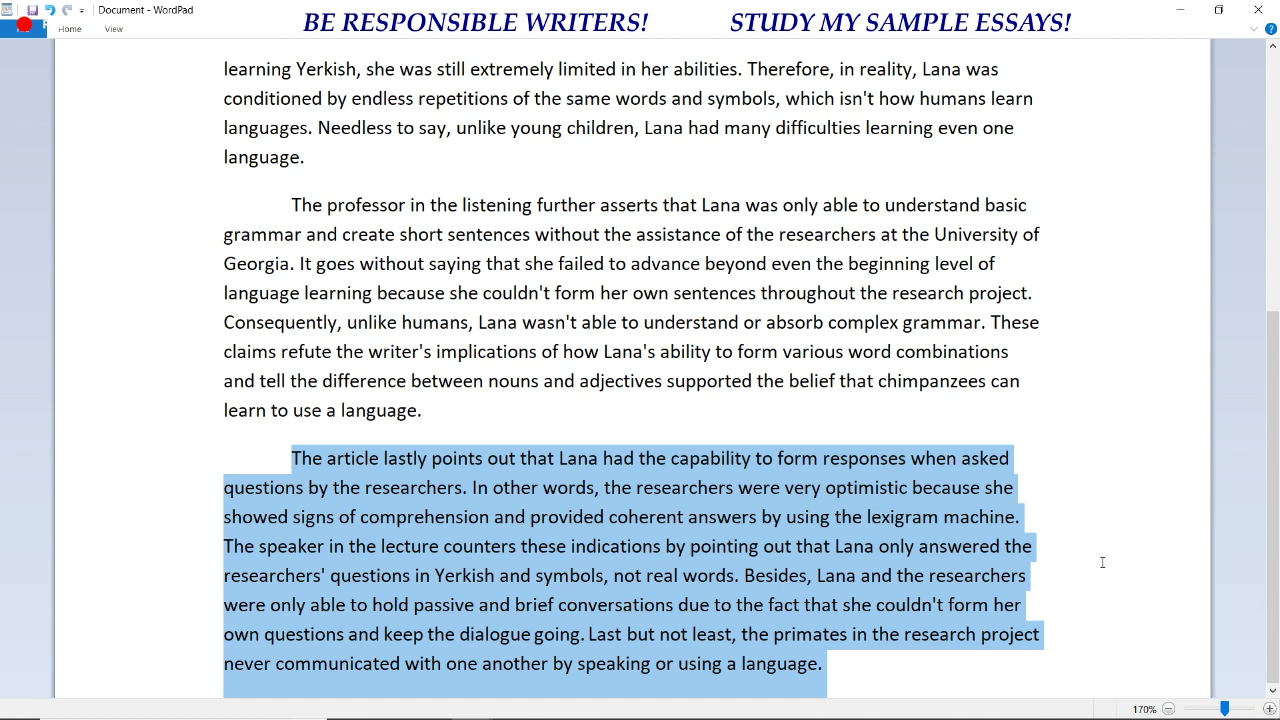 Document - WordPad
BE RESPONSIBLE WRITERS! STUDY MY SAMPLE ESSAYS!
Home View
learning Yerkish, she was still extremely limited in her abilities. Therefore, in reality, Lana was
conditioned by endless repetitions of the same words and symbols, which isn't how humans learn
languages. Needless to say, unlike young children, Lana had many difficulties learning even one
language.
The professor in the listening further asserts that Lana was only able to understand basic
grammar and create short sentences without the assistance of the researchers at the University of
Georgia. It goes without saying that she failed to advance beyond even the beginning level of
language learning because she couldn't form her own sentences throughout the research project.
Consequently, unlike humans, Lana wasn't able to understand or absorb complex grammar. These
claims refute the writer's implications of how Lana's ability to form various word combinations
and tell the difference between nouns and adjectives supported the belief that chimpanzees can
learn to use a language.
The article lastly points out that Lana had the capability to form responses when asked
questions by the researchers. In other words, the researchers were very optimistic because she
showed signs of comprehension and provided coherent answers by using the lexigram machine.
The speaker in the lecture counters these indications by pointing out that Lana only answered the
researchers' questions in Yerkish and symbols, not real words. Besides, Lana and the researchers
were only able to hold passive and brief conversations due to the fact that she couldn't form her
own questions and keep the dialogue going. Last but not least, the primates in the research project
never communicated with one another by speaking or using a language.
170%